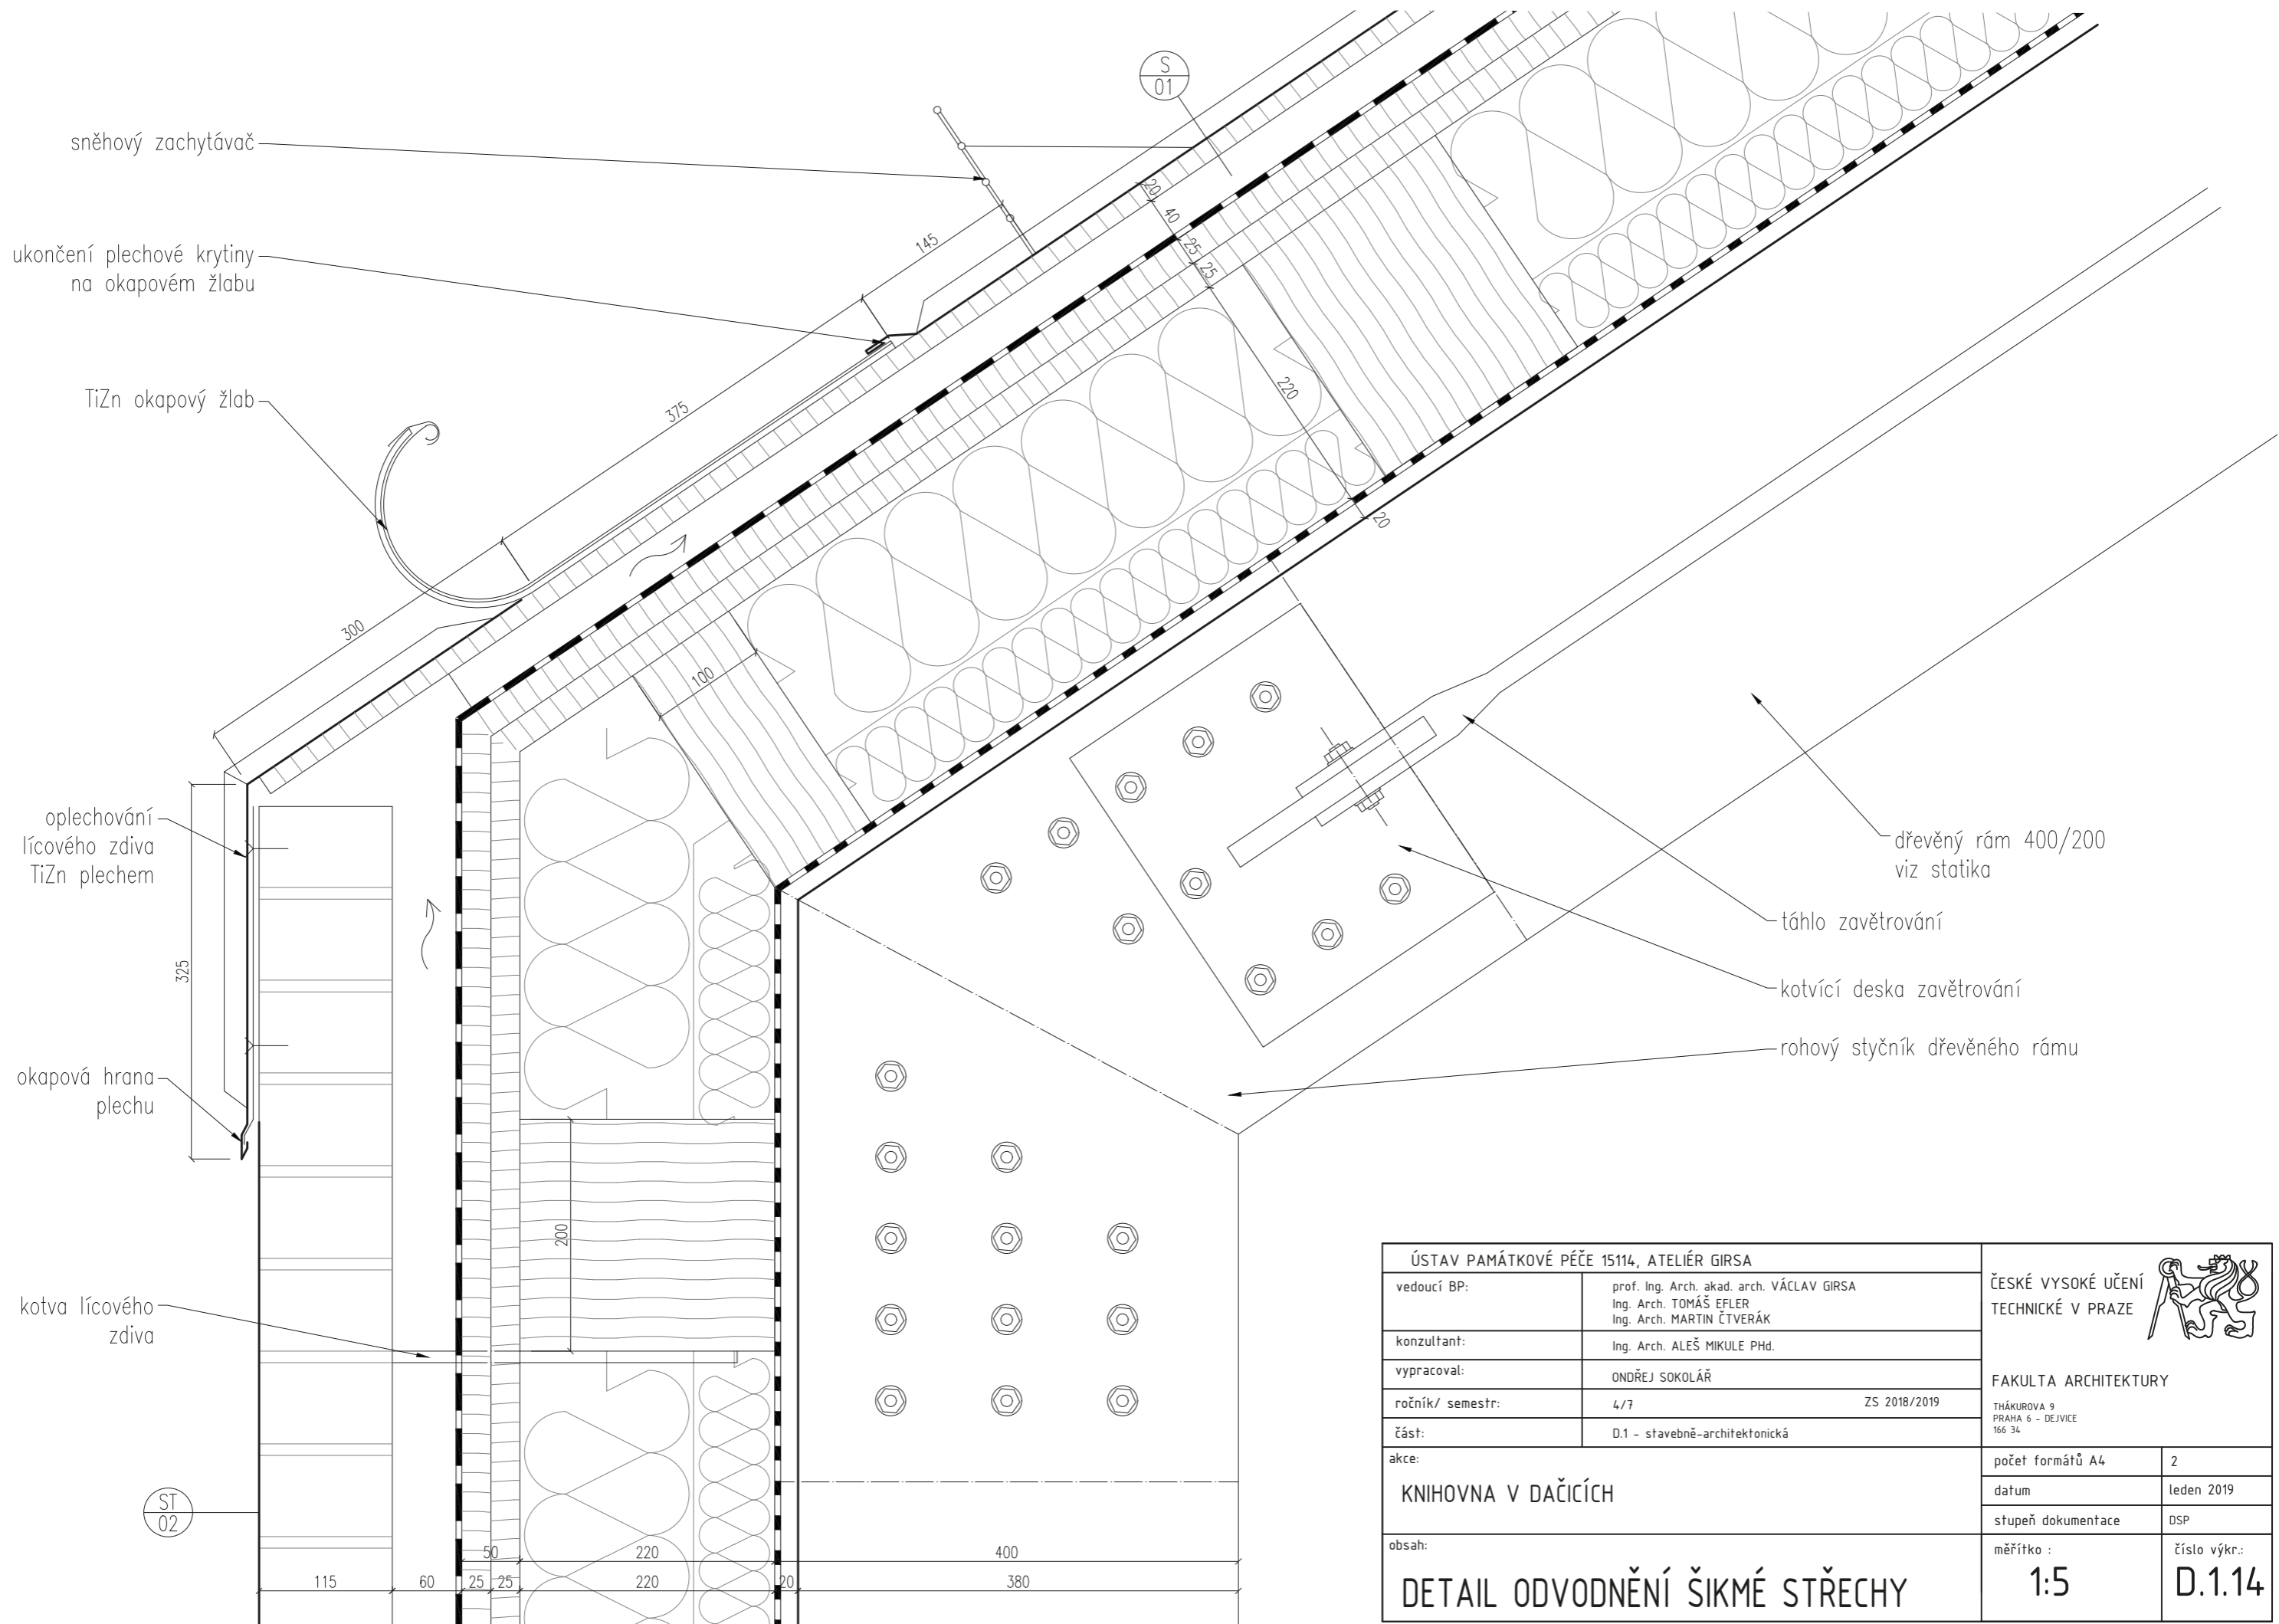 S
01
sněhový zachytávač
ukončení plechové krytiny
na okapovém žlabu
TiZn okapový žlab
145
375
300
20
40
25
25
220
20
100
oplechování
lícového zdiva
TiZn plechem
325
okapová hrana
plechu
kotva lícového
zdiva
200
dřevěný rám 400/200
viz statika
táhlo zavětrování
kotvící deska zavětrování
rohový styčník dřevěného rámu
ST
02
50
220
400
115
60
25
25
220
20
380
ÚSTAV PAMÁTKOVÉ PÉČE 15114, ATELIÉR GIRSA
vedoucí BP:
prof. Ing. Arch. akad. arch. VÁCLAV GIRSA
Ing. Arch. TOMÁŠ EFLER
Ing. Arch. MARTIN ČTVERÁK
konzultant:
Ing. Arch. ALEŠ MIKULE PHd.
vypracoval:
ONDŘEJ SOKOLÁŘ
ročník/ semestr:
4/7
ZS 2018/2019
část:
D.1 - stavebně-architektonická
akce:
KNIHOVNA V DAČICÍCH
obsah:
DETAIL ODVODNĚNÍ ŠIKMÉ STŘECHY
ČESKÉ VYSOKÉ UČENÍ
TECHNICKÉ V PRAZE
FAKULTA ARCHITEKTURY
THÁKUROVA 9
PRAHA 6 - DEJVICE
166 34
počet formátů A4
2
datum
leden 2019
stupeň dokumentace
DSP
měřítko :
1:5
číslo výkr.:
D.1.14